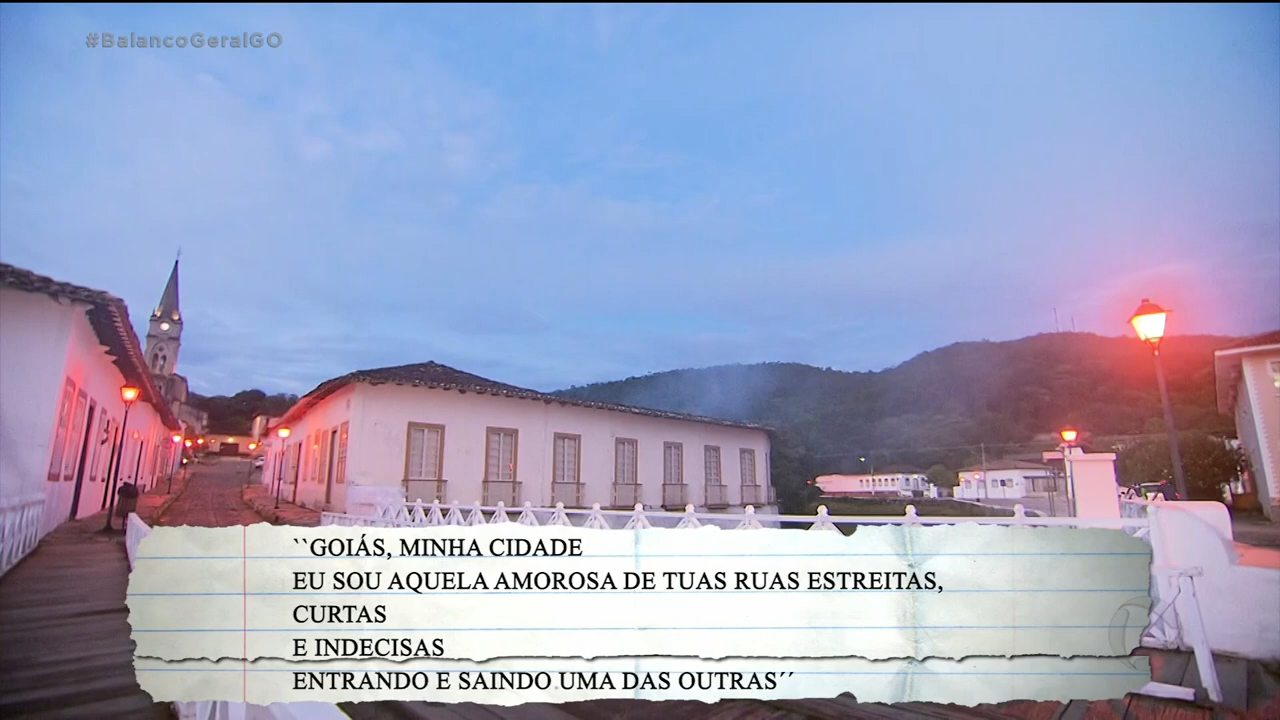 #BalancoGeralGO
``GOIÁS, MINHA CIDADE
EU SOU AQUELA AMOROSA DE TUAS RUAS ESTREITAS,
CURTAS
E INDECISAS
ENTRANDO E SAINDO UMA DAS OUTRAS´´